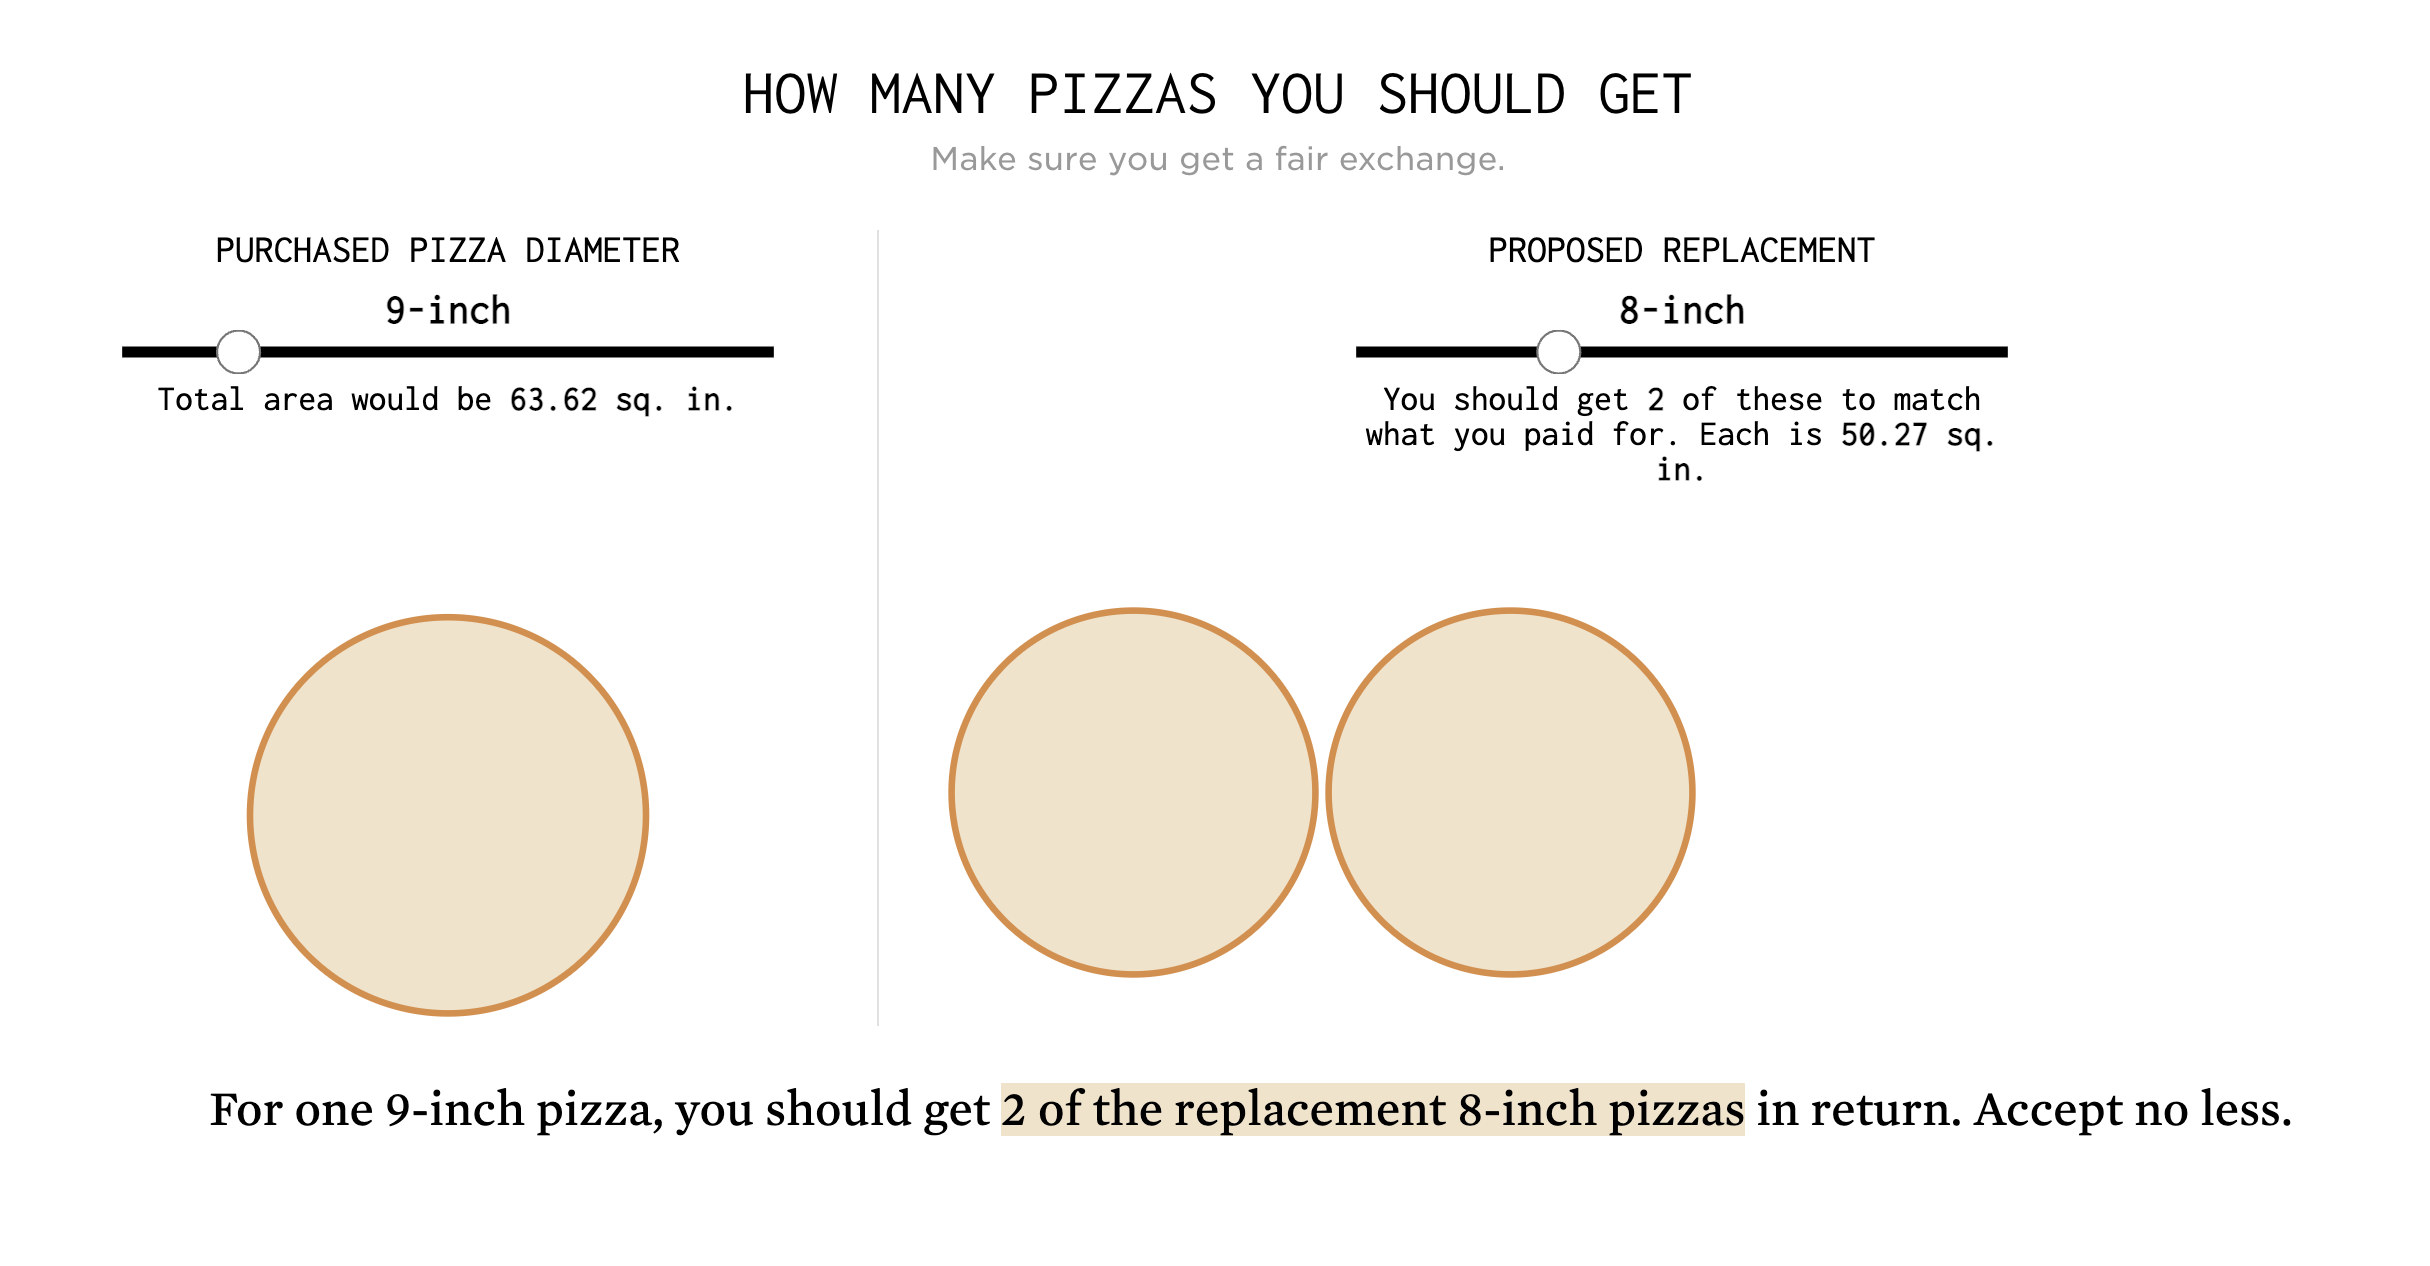 HOW MANY PIZZAS YOU SHOULD GET
Make sure you get a fair exchange.
PURCHASED PIZZA DIAMETER
9-inch
Total area would be 63.62 sq. in.
PROPOSED REPLACEMENT
8-inch
You should get 2 of these to match
what you paid for. Each is 50.27 sq.
in.
For one 9-inch pizza, you should get 2 of the replacement 8-inch pizzas in return. Accept no less.